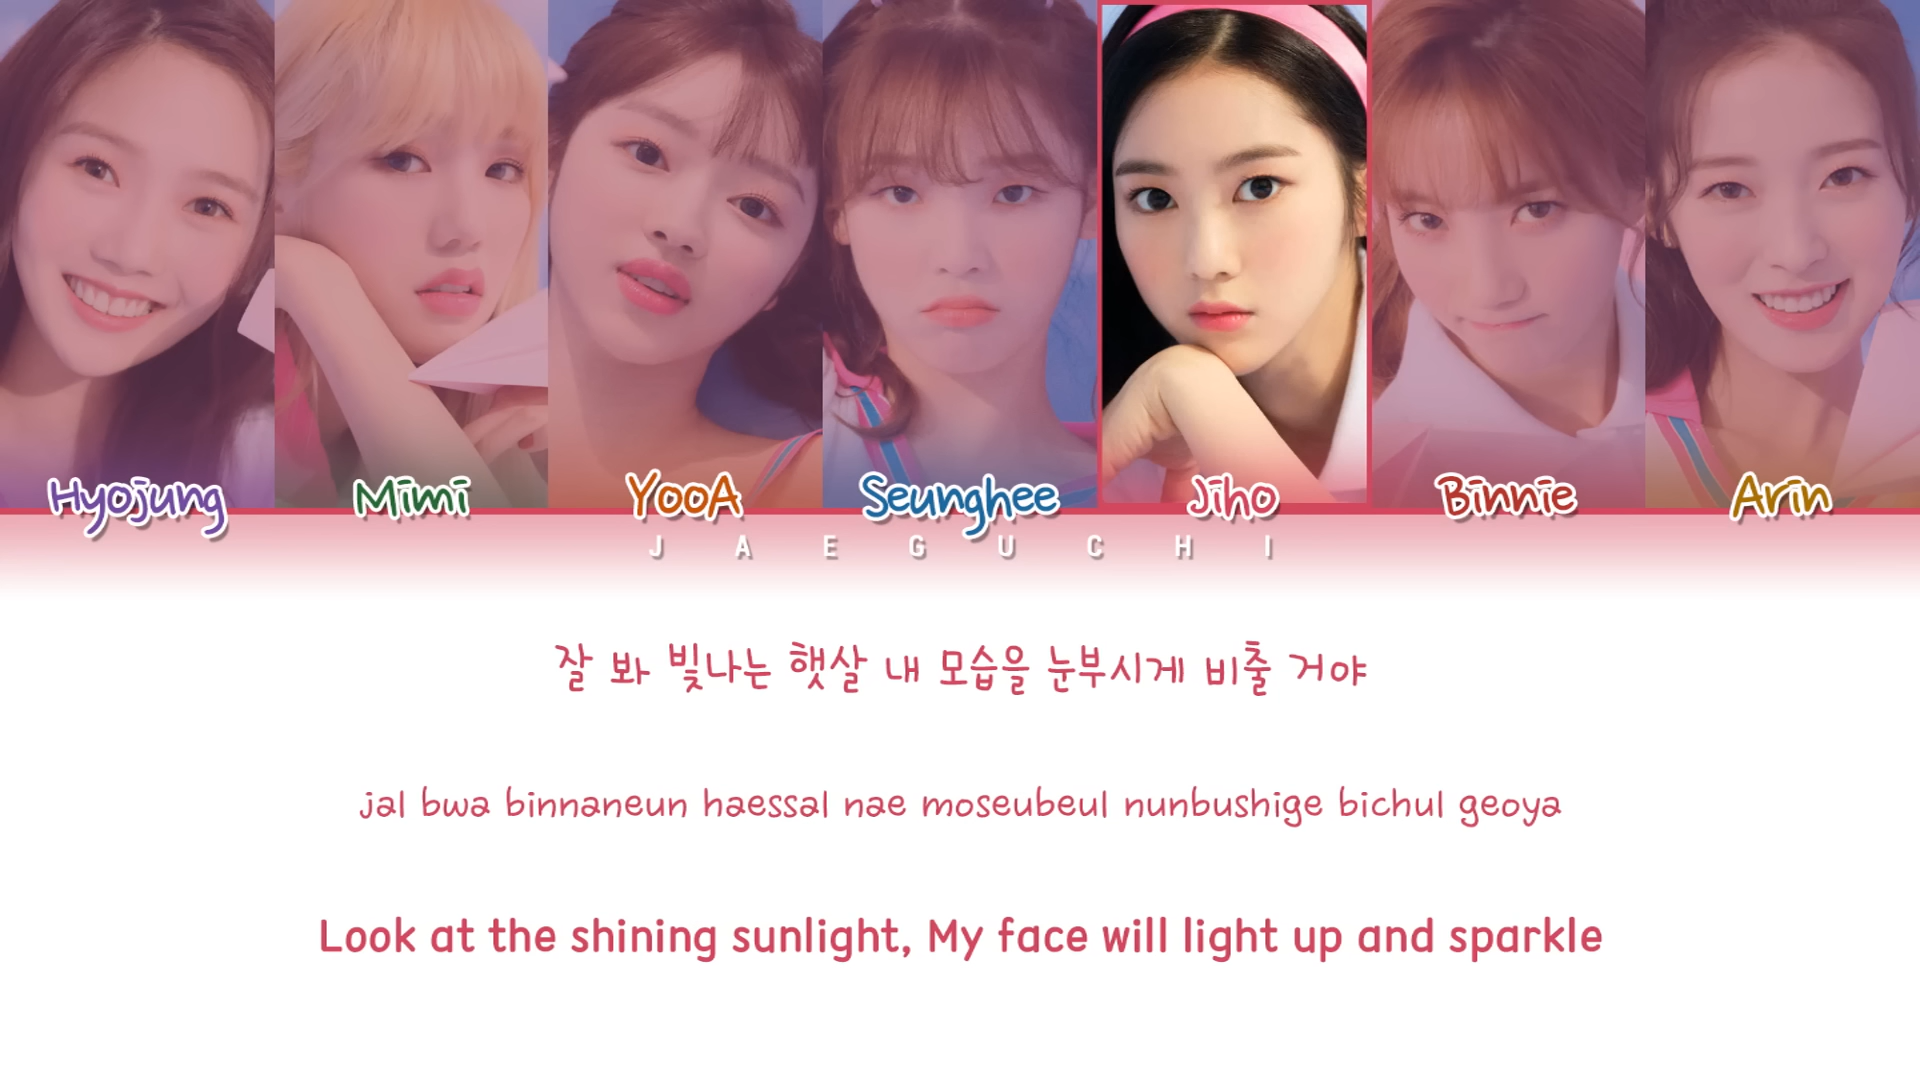 Hyojung Mimi YooA Seunghee Jiho Binnie Arin
JAEGUCHI
잘 봐 빛나는 햇살 내 모습을 눈부시게 비출 거야
jal bwa binnaneun haessal nae moseubeul nunbushige bichul geoya
Look at the shining sunlight, My face will light up and sparkle